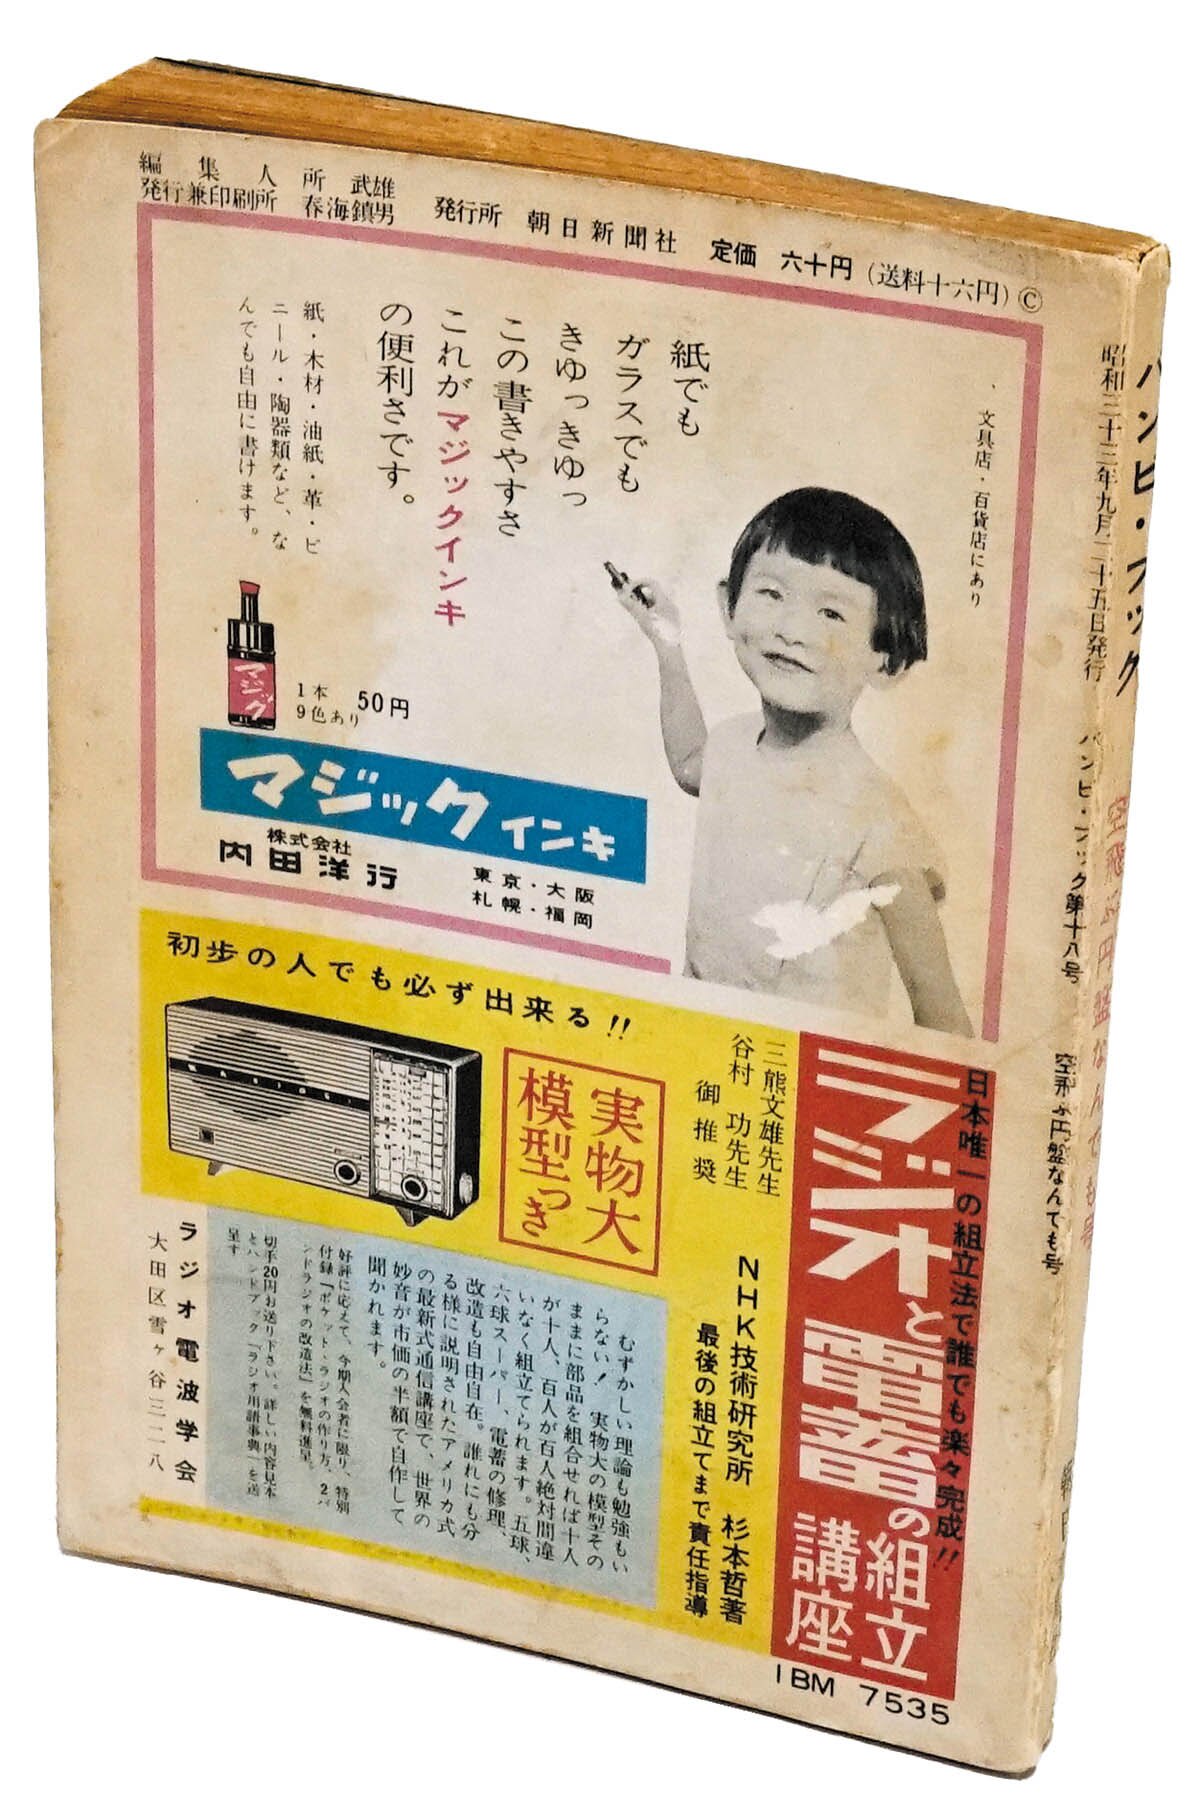 編集人 所 武雄
発行兼印刷所 春海鎮男
発行所 朝日新聞社 定価 六十円（送料十六円）©
、文具店・百貨店にあり
紙でも
ガラスでも
きゆっきゆっ
この書きやすさ
これがマジックインキ
の便利さです。
紙・木材・油紙・革・ビ
ニール・陶器類など、な
んでも自由に書けます。
マジック
1本 50円
9色あり
マジックインキ
株式会社
内田洋行
東京・大阪
札幌・福岡
初歩の人でも必ず出来る!!
日本唯一の組立法で誰でも楽々完成!!
ラジオと電蓄の組立
講座
三熊文雄先生
谷村 功先生
御推奨
NHK技術研究所 杉本哲著
最後の組立てまで責任指導
実物大
模型つき
むずかしい理論も勉強もい
らない！ 実物大の模型その
ままに部品を組合せれば十人
が十人、百人が百人絶対間違
いなく組立てられます。五球、
六球スーパー、電蓄の修理、
改造も自由自在。誰れにも分
る様に説明されたアメリカ式
の最新式通信講座で、世界の
妙音が市価の半額で自作して
聞かれます。
好評に応えて、今期入会者に限り、特別
付録「ポケット・ラジオの作り方、2バ
ンドラジオの改造法」を無料進呈。
切手20円お送り下さい。詳しい内容見本
とハンドブック「ラジオ用語事典」を送
呈す
ラジオ電波学会
大田区雪ヶ谷三二八
IBM 7535
昭和三十三年九月二十五日発行 バンビ・ブック第十八号 空飛ぶ円盤なんでも号
バンビ・ブック 空飛ぶ円盤なんでも号